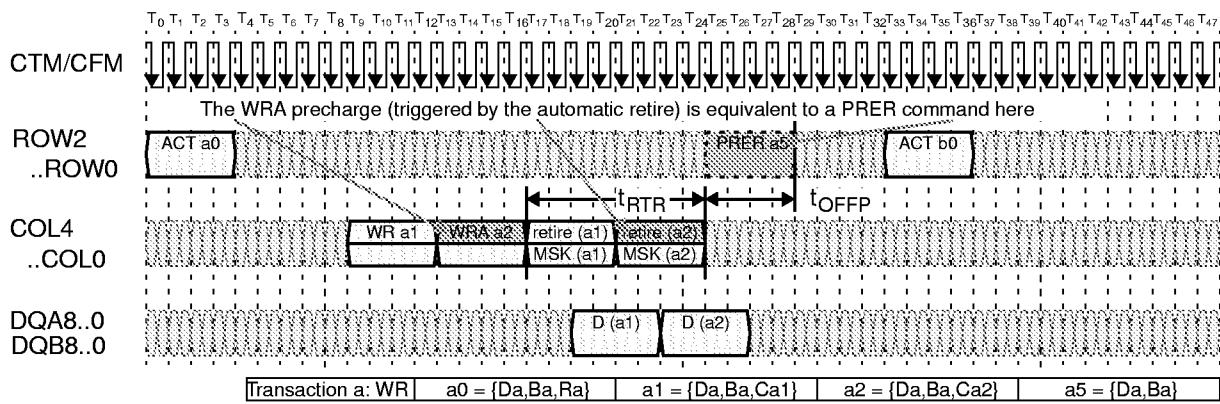 T0 T1 T2 T3 T4 T5 T6 T7 T8 T9 T10 T11 T12 T13 T14 T15 T16 T17 T18 T19 T20 T21 T22 T23 T24 T25 T26 T27 T28 T29 T30 T31 T32 T33 T34 T35 T36 T37 T38 T39 T40 T41 T42 T43 T44 T45 T46 T47
CTM/CFM
The WRA precharge (triggered by the automatic retire) is equivalent to a PRER command here
ROW2 ACT a0 PRER a5 ACT b0
..ROW0
tRTR tOFFP
COL4 WR a1 WRA a2 retire (a1) retire (a2)
..COL0 MSK (a1) MSK (a2)
DQA8..0 D (a1) D (a2)
DQB8..0
Transaction a: WR a0 = {Da,Ba,Ra} a1 = {Da,Ba,Ca1} a2 = {Da,Ba,Ca2} a5 = {Da,Ba}